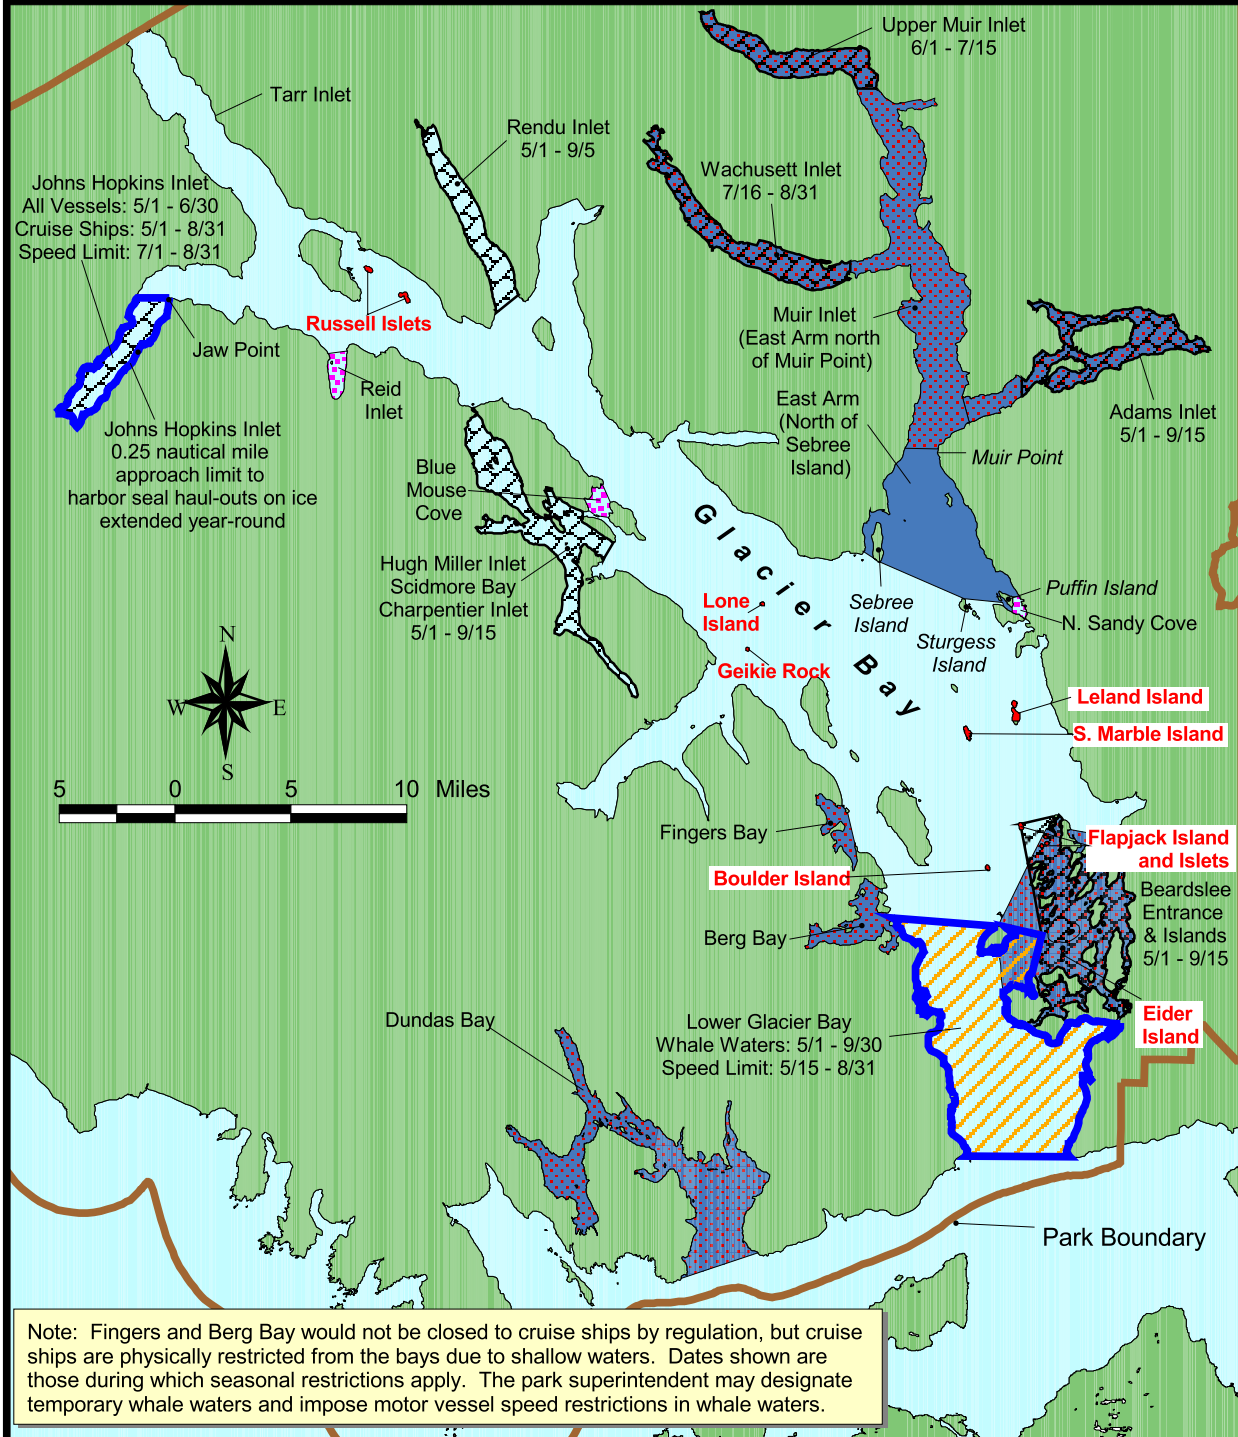 Upper Muir Inlet
6/1 - 7/15
Tarr Inlet
Rendu Inlet
5/1 - 9/5
Wachusett Inlet
7/16 - 8/31
Johns Hopkins Inlet
All Vessels: 5/1 - 6/30
Cruise Ships: 5/1 - 8/31
Speed Limit: 7/1 - 8/31
Russell Islets
Jaw Point
Reid
Inlet
Muir Inlet
(East Arm north
of Muir Point)
East Arm
(North of
Sebree
Island)
Adams Inlet
5/1 - 9/15
Muir Point
Johns Hopkins Inlet
0.25 nautical mile
approach limit to
harbor seal haul-outs on ice
extended year-round
Blue
Mouse
Cove
Glacier Bay
Hugh Miller Inlet
Scidmore Bay
Charpentier Inlet
5/1 - 9/15
Lone
Island
Sebree
Island
Puffin Island
N. Sandy Cove
Sturgess
Island
Geikie Rock
N
W E
S
Leland Island
S. Marble Island
5 0 5 10 Miles
Fingers Bay
Flapjack Island
and Islets
Boulder Island
Beardslee
Entrance
& Islands
5/1 - 9/15
Berg Bay
Eider
Island
Dundas Bay
Lower Glacier Bay
Whale Waters: 5/1 - 9/30
Speed Limit: 5/15 - 8/31
Park Boundary
Note: Fingers and Berg Bay would not be closed to cruise ships by regulation, but cruise
ships are physically restricted from the bays due to shallow waters. Dates shown are
those during which seasonal restrictions apply. The park superintendent may designate
temporary whale waters and impose motor vessel speed restrictions in whale waters.